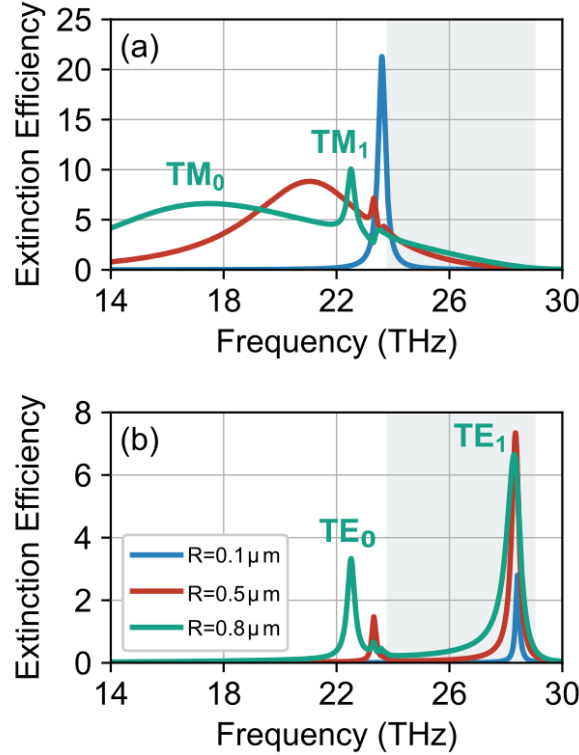 (a)
Extinction Efficiency
25
20
15
10
5
0
TM₀
TM₁
14 18 22 26 30
Frequency (THz)
(b)
Extinction Efficiency
8
6
4
2
0
TE₀
TE₁
R=0.1μm
R=0.5μm
R=0.8μm
14 18 22 26 30
Frequency (THz)